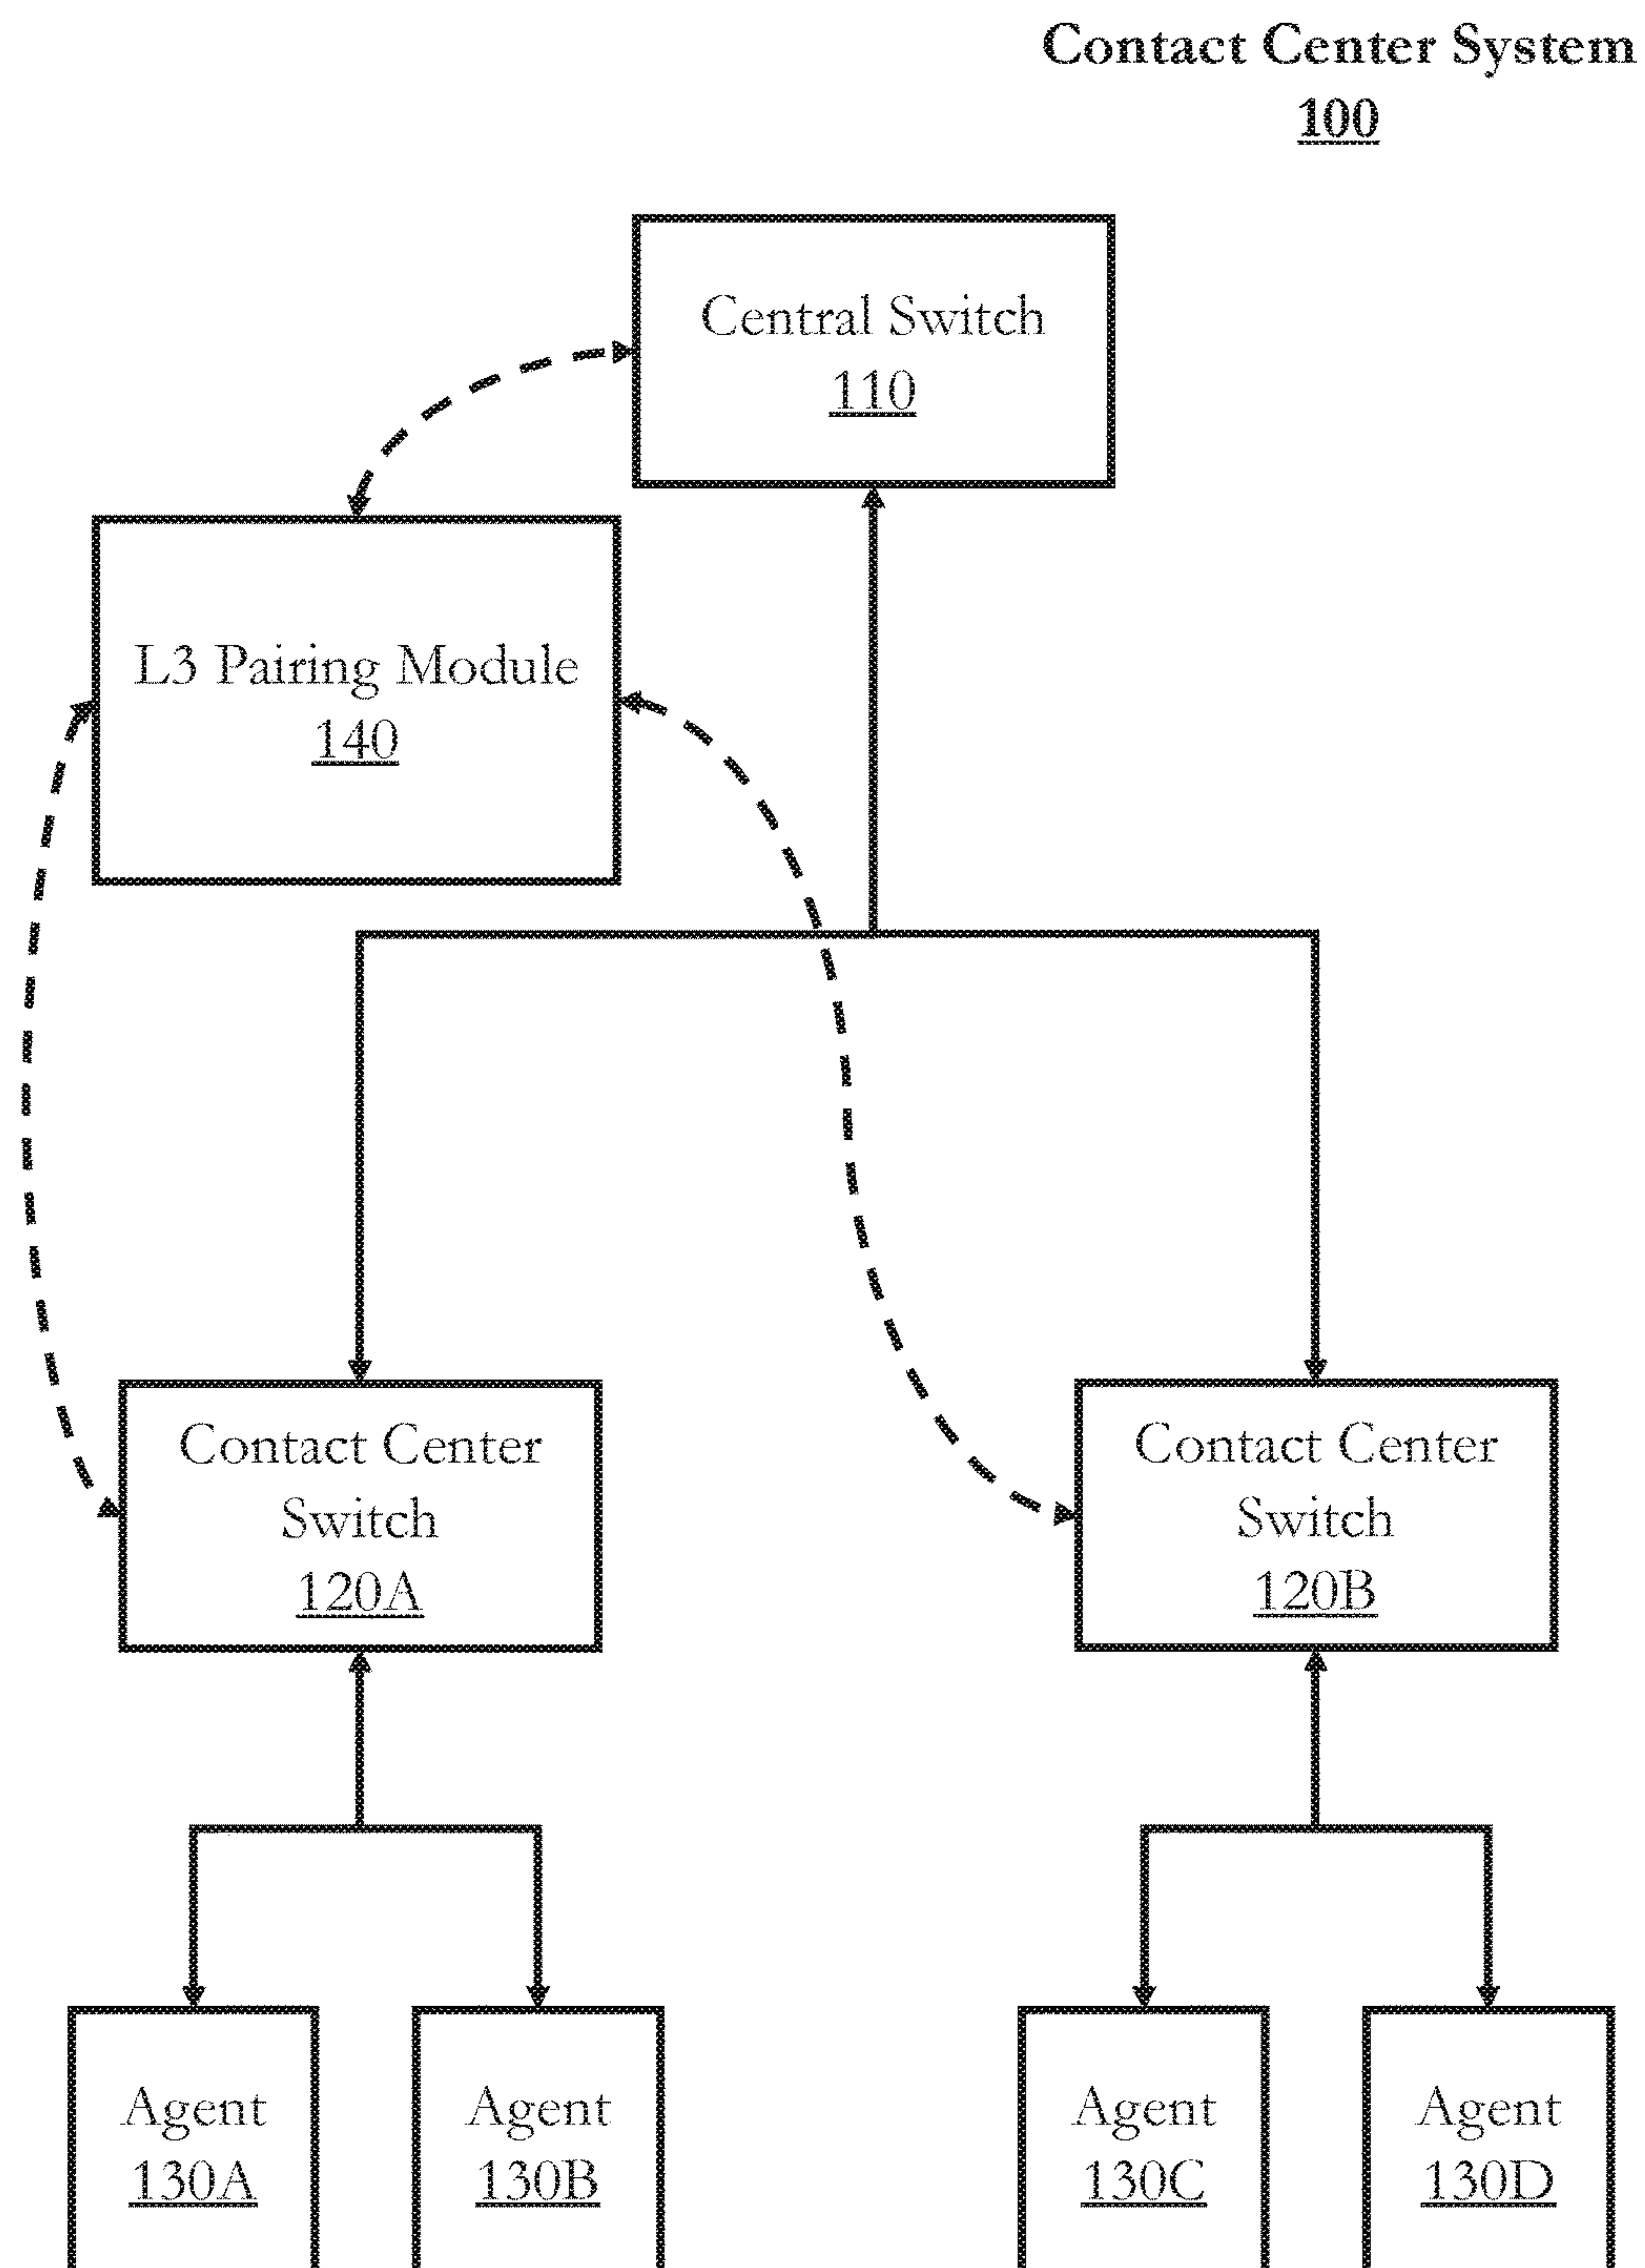 Contact Center System
100
Central Switch
110
L3 Pairing Module
140
Contact Center
Switch
120A
Contact Center
Switch
120B
Agent
130A
Agent
130B
Agent
130C
Agent
130D